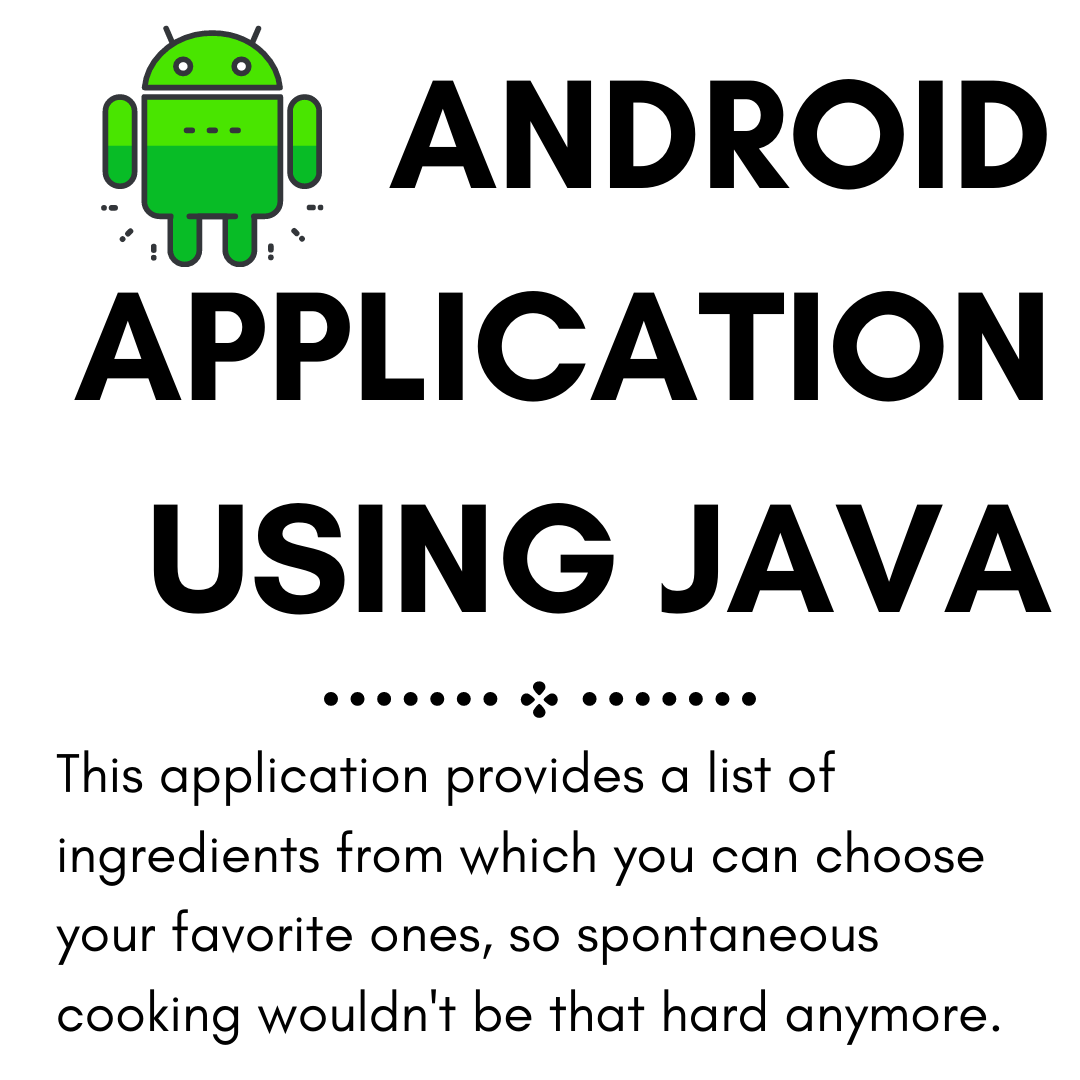 ANDROID
APPLICATION
USING JAVA
This application provides a list of
ingredients from which you can choose
your favorite ones, so spontaneous
cooking wouldn't be that hard anymore.